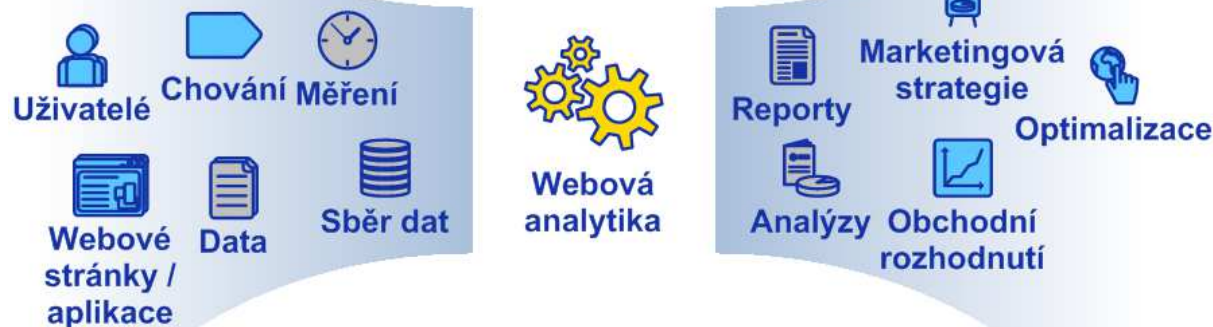 Uživatelé
Chování
Měření
Webové
stránky /
aplikace
Data
Sběr dat
Webová
analytika
Reporty
Marketingová
strategie
Optimalizace
Analýzy
Obchodní
rozhodnutí